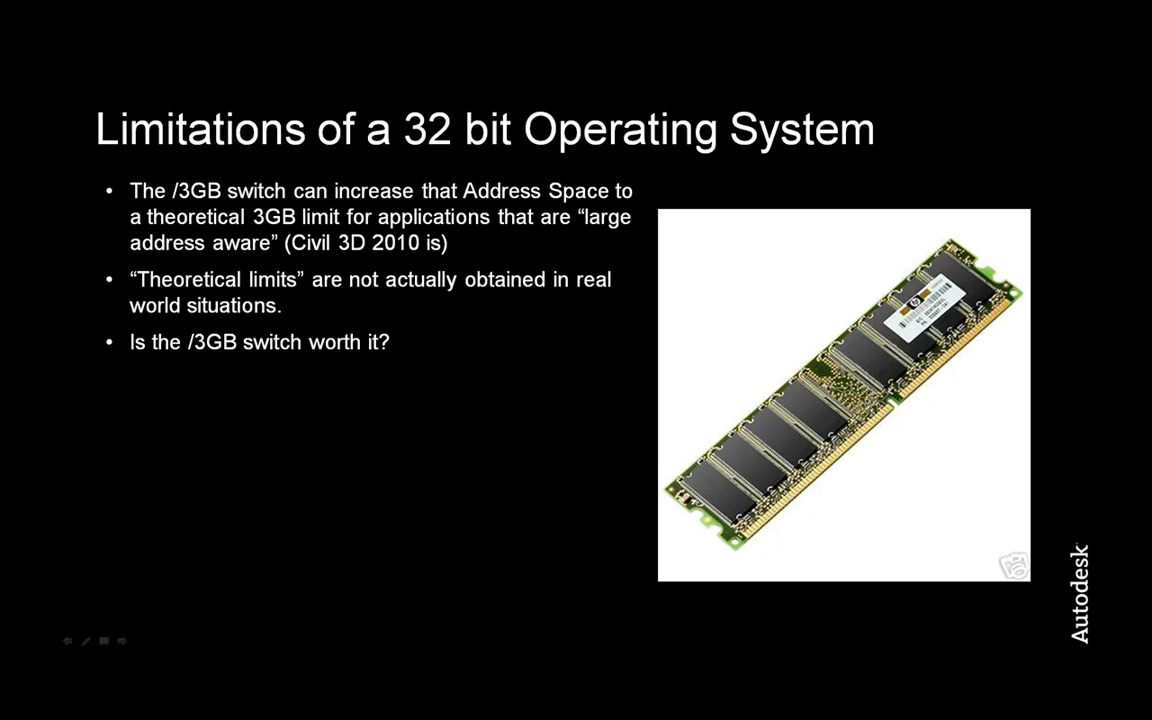 Limitations of a 32 bit Operating System
• The /3GB switch can increase that Address Space to
a theoretical 3GB limit for applications that are “large
address aware” (Civil 3D 2010 is)
• “Theoretical limits” are not actually obtained in real
world situations.
• Is the /3GB switch worth it?
hp
Autodesk